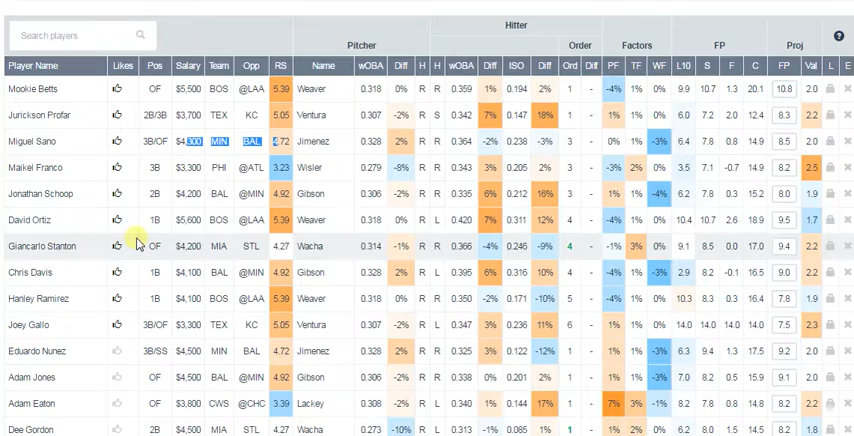 Search players
Pitcher Hitter Order Factors FP Proj ?
Player Name Likes Pos Salary Team Opp RS Name wOBA Diff H H wOBA Diff ISO Diff Ord Diff PF TF WF L10 S F C FP Val L E
Mookie Betts OF $5,500 BOS @LAA 5.39 Weaver 0.318 0% R R 0.359 1% 0.194 2% 1 - -4% 1% 0% 9.9 10.7 1.3 20.1 10.8 2.0
Jurickson Profar 2B/3B $3,700 TEX KC 5.05 Ventura 0.307 -2% R S 0.342 7% 0.147 18% 1 - 1% 1% 0% 6.0 7.2 2.0 12.4 8.3 2.2
Miguel Sano 3B/OF $4,300 MIN BAL 4.72 Jimenez 0.328 2% R R 0.364 -2% 0.238 -3% 3 - 0% 1% -3% 6.4 7.8 0.8 14.9 8.5 2.0
Maikel Franco 3B $3,300 PHI @ATL 3.23 Wisler 0.279 -8% R R 0.343 3% 0.205 2% 3 - -3% 2% 0% 3.5 7.1 -0.7 14.9 8.2 2.5
Jonathan Schoop 2B $4,200 BAL @MIN 4.92 Gibson 0.306 -2% R R 0.335 6% 0.212 16% 3 - 1% 1% -4% 6.2 7.8 0.3 15.2 8.0 1.9
David Ortiz 1B $5,600 BOS @LAA 5.39 Weaver 0.318 0% R L 0.420 7% 0.311 12% 4 - -4% 1% 0% 10.4 10.7 2.6 18.9 9.5 1.7
Giancarlo Stanton OF $4,200 MIA STL 4.27 Wacha 0.314 -1% R R 0.366 -4% 0.246 -9% 4 - -1% 3% 0% 9.1 8.5 0.0 17.0 9.4 2.2
Chris Davis 1B $4,100 BAL @MIN 4.92 Gibson 0.328 2% R L 0.395 6% 0.316 10% 4 - 1% 1% -3% 2.9 8.2 -0.1 16.5 9.0 2.2
Hanley Ramirez 1B $4,100 BOS @LAA 5.39 Weaver 0.318 0% R R 0.350 -2% 0.171 -10% 5 - -4% 1% 0% 10.3 8.3 0.3 16.4 7.8 1.9
Joey Gallo 3B/OF $3,300 TEX KC 5.05 Ventura 0.307 -2% R L 0.347 3% 0.236 11% 6 - 1% 1% 0% 14.0 14.0 0.0 14.0 7.5 2.3
Eduardo Nunez 3B/SS $4,500 MIN BAL 4.72 Jimenez 0.328 2% R R 0.325 3% 0.122 -12% 1 - 1% 1% -3% 6.3 9.4 1.3 17.5 9.2 2.0
Adam Jones OF $4,500 BAL @MIN 4.92 Gibson 0.306 -2% R R 0.338 0% 0.201 2% 1 - 1% 1% -3% 7.0 8.2 0.5 15.9 9.1 2.0
Adam Eaton OF $3,800 CWS @CHC 3.39 Lackey 0.308 -2% R L 0.340 1% 0.144 17% 1 - 7% 3% -1% 8.2 7.8 0.8 14.8 8.2 2.2
Dee Gordon 2B $4,500 MIA STL 4.27 Wacha 0.273 -10% R L 0.313 -1% 0.085 1% 1 - 1% 2% 0% 6.2 8.0 1.5 14.5 8.2 1.8